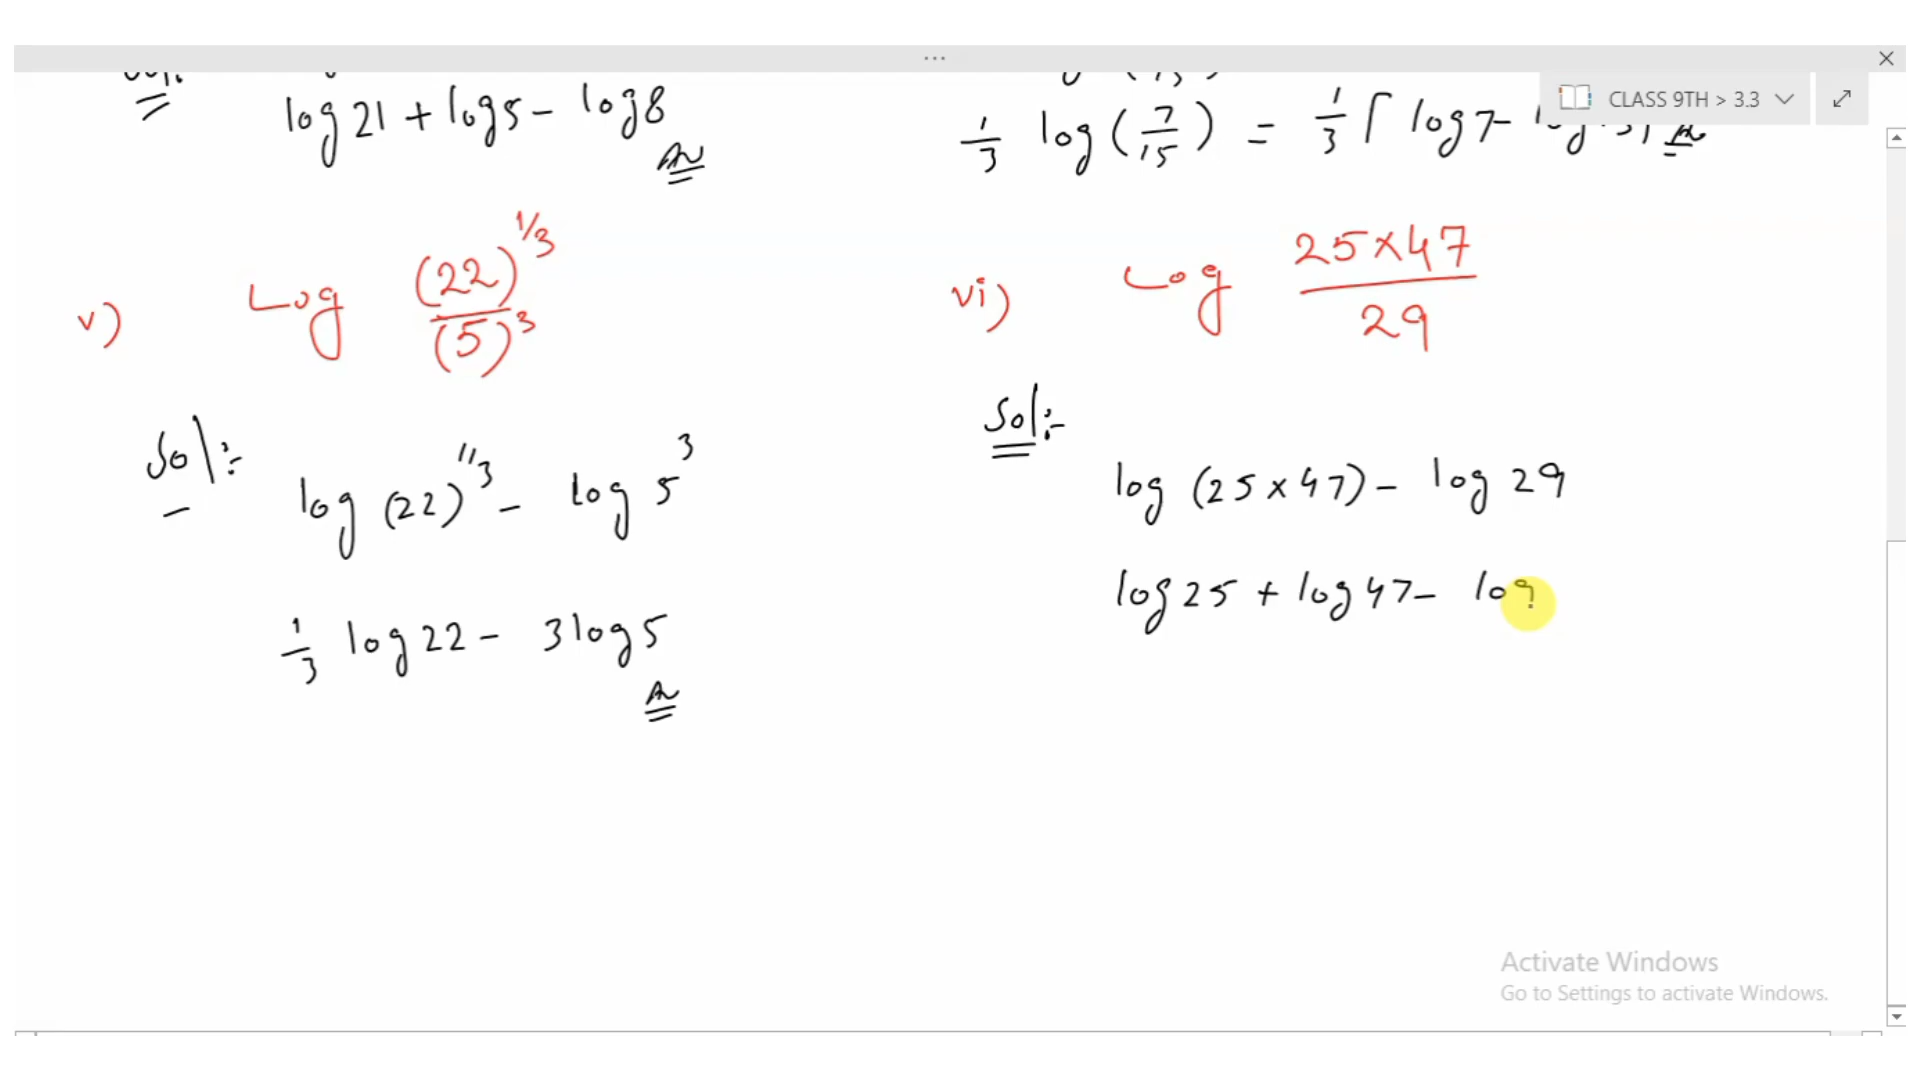 ...
CLASS 9TH > 3.3
log 21 + log 5 - log 8
1/3 log (7/15) = 1/3 [ log 7 -
v) Log (22)^1/3 / (5)^3
Sol:-
log (22)^1/3 - log 5^3
1/3 log 22 - 3 log 5
vi) Log 25×47 / 29
Sol:-
log (25×47) - log 29
log 25 + log 47 - log
Activate Windows
Go to Settings to activate Windows.